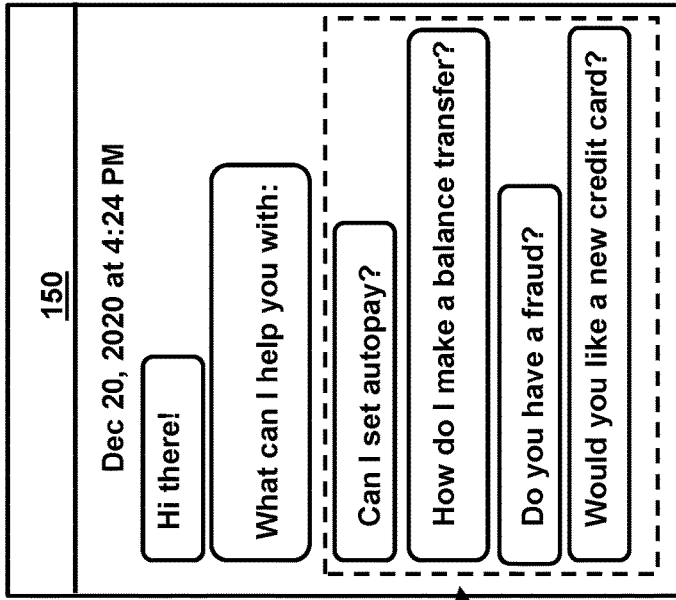 150
Dec 20, 2020 at 4:24 PM
Hi there!
What can I help you with:
Can I set autopay?
How do I make a balance transfer?
Do you have a fraud?
Would you like a new credit card?